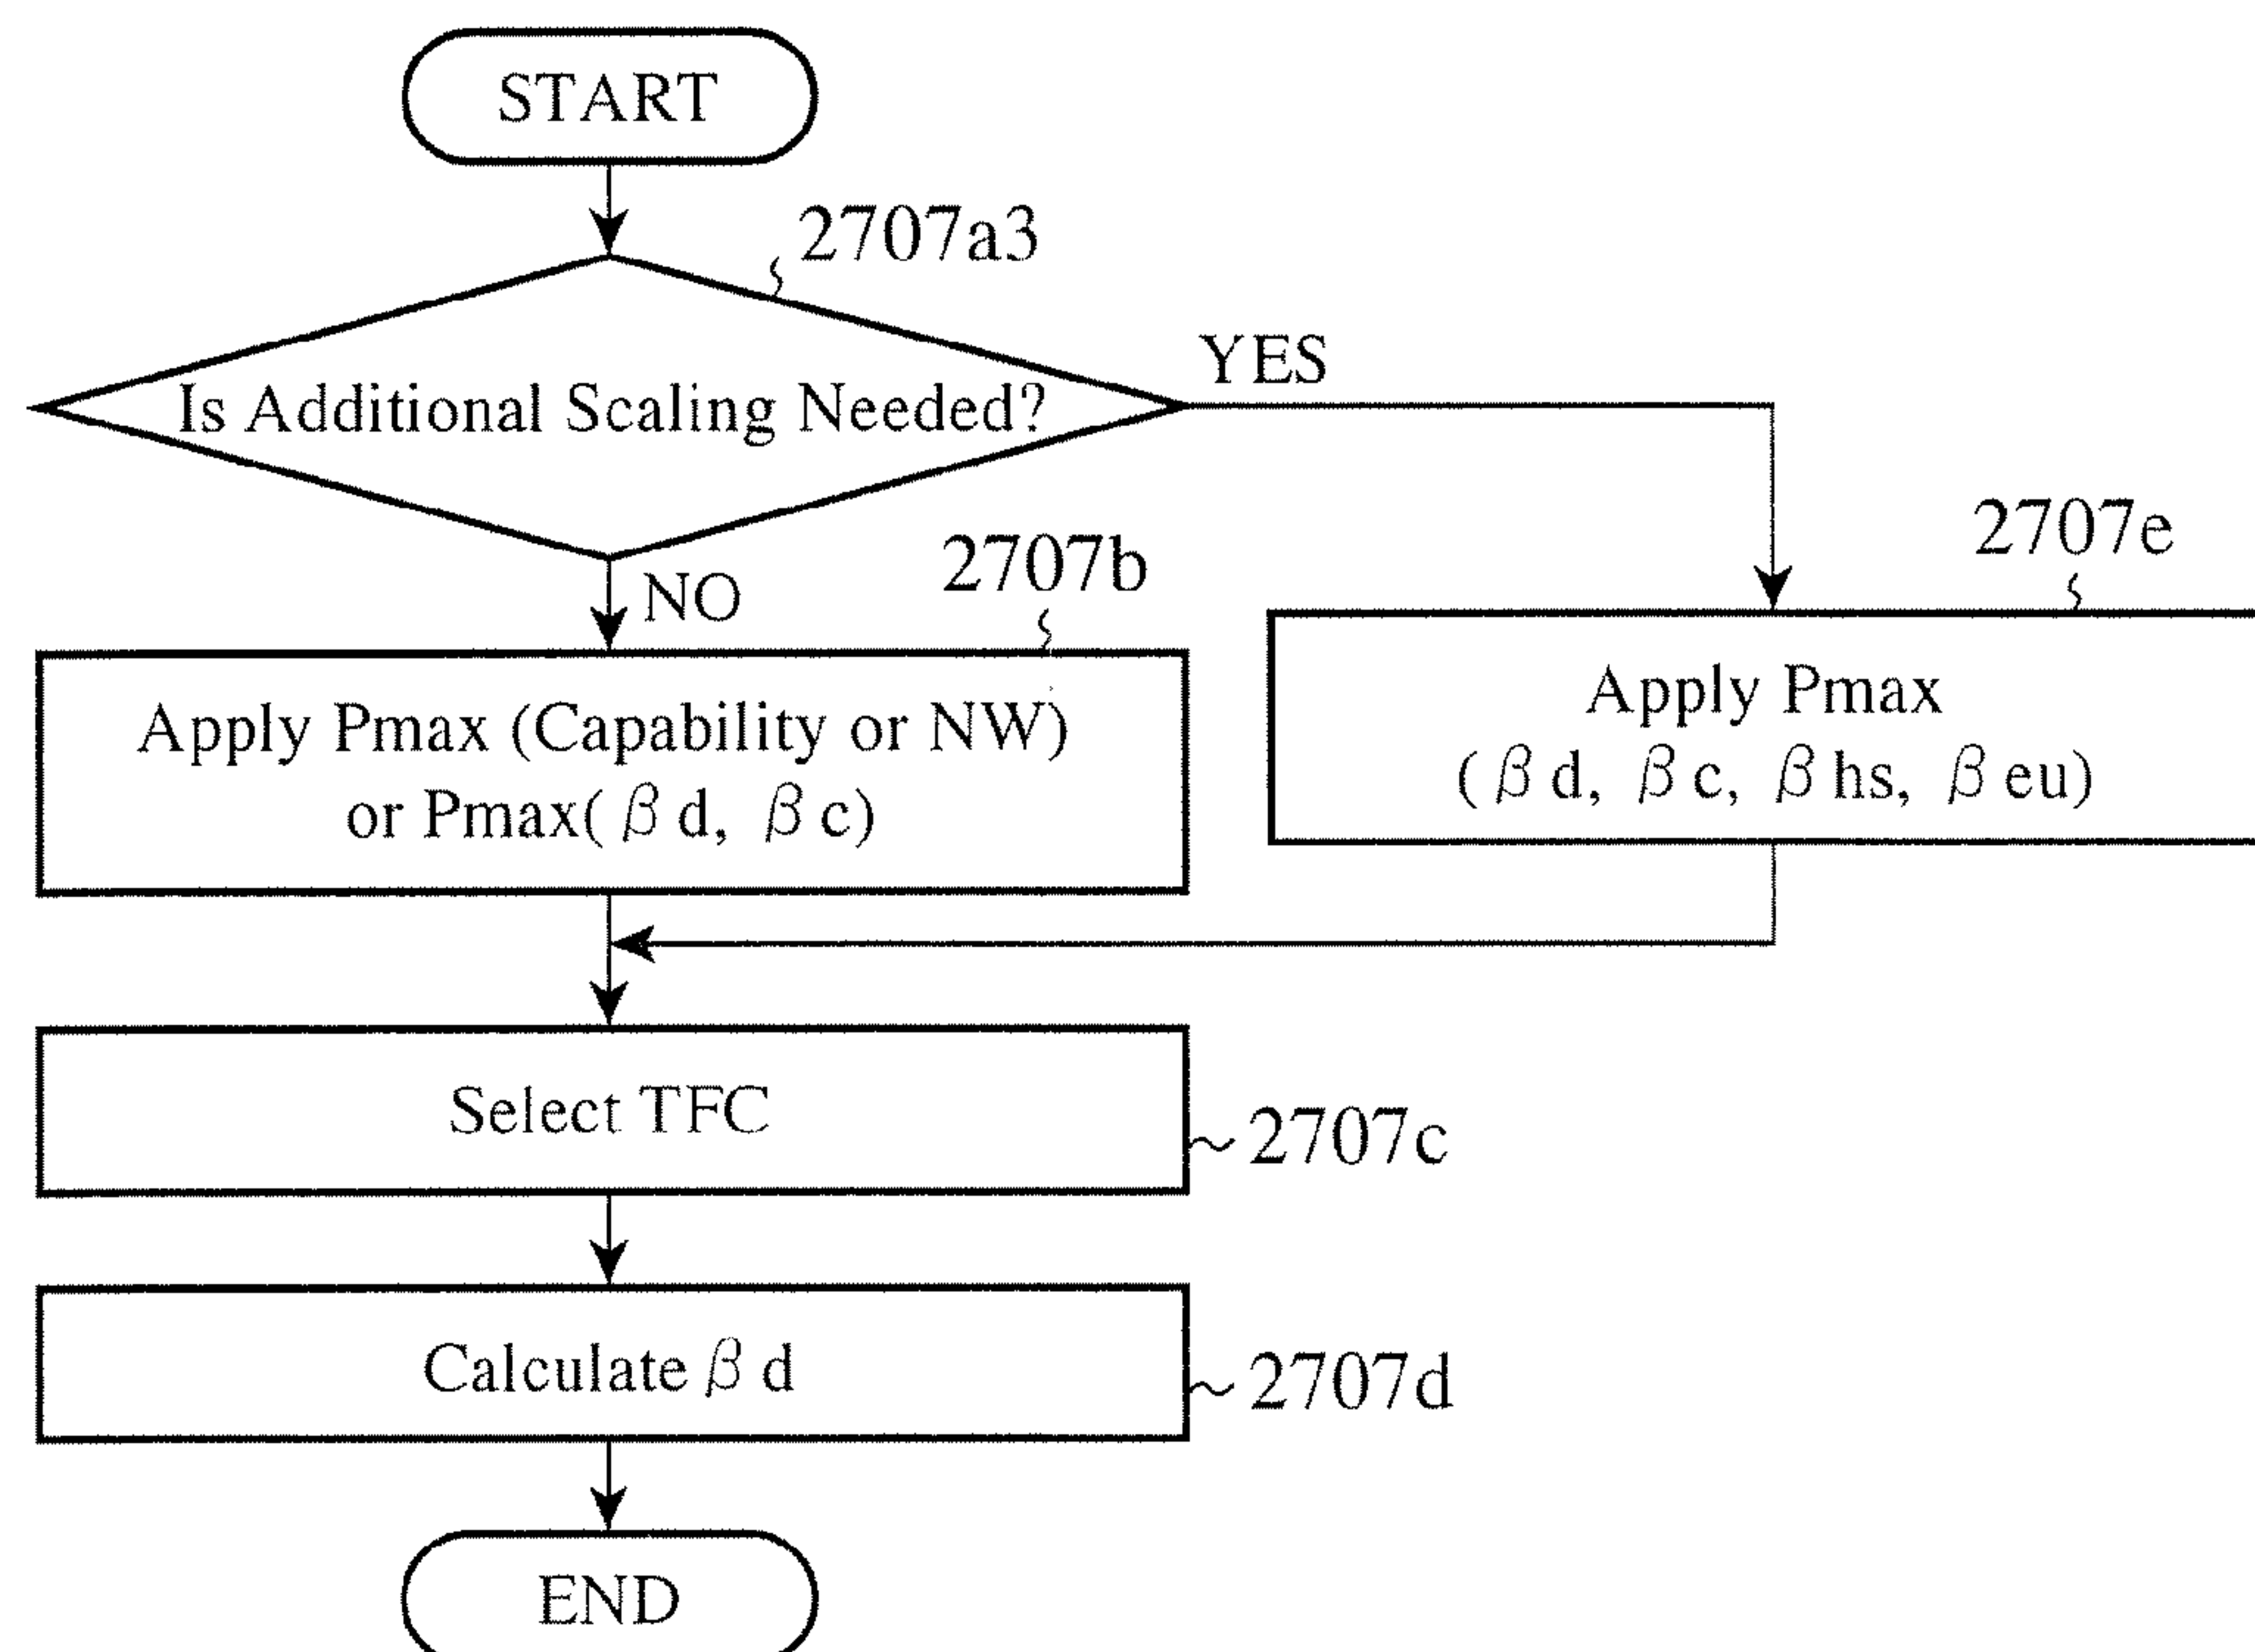 START
2707a3
Is Additional Scaling Needed?
YES
NO
2707b
2707e
Apply Pmax (Capability or NW)
or Pmax( β d, β c)
Apply Pmax
( β d, β c, β hs, β eu)
Select TFC
2707c
Calculate β d
2707d
END